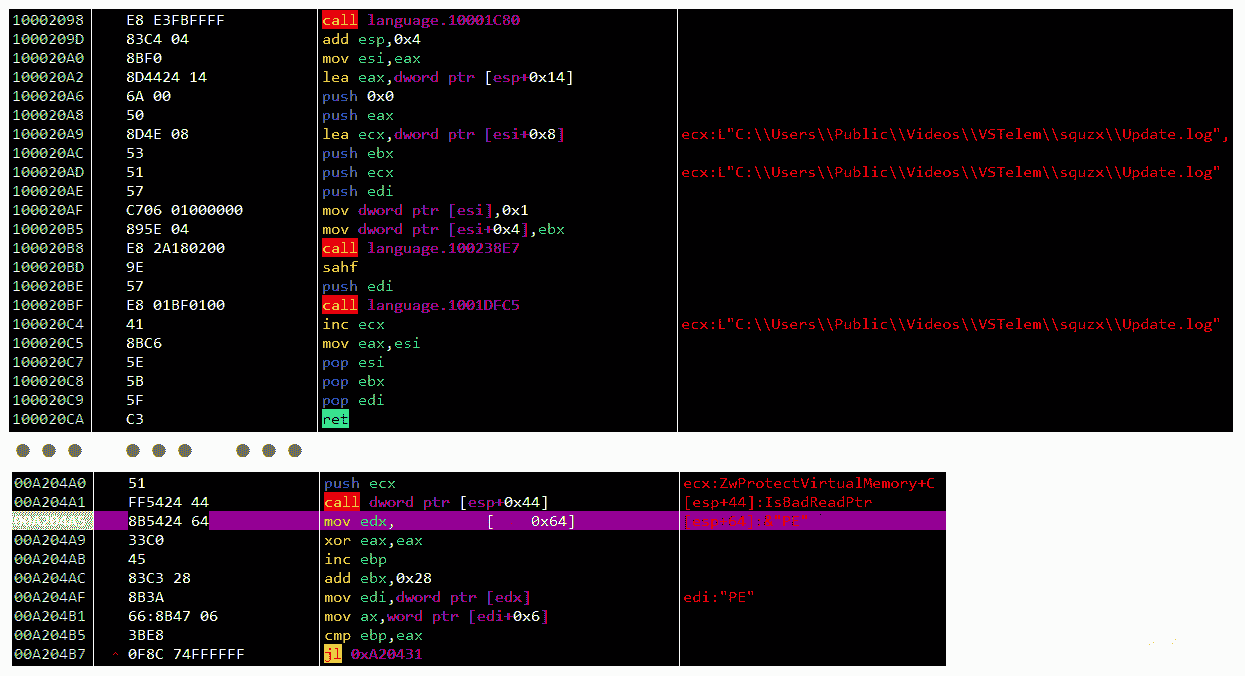 10002098 E8 E3FBFFFF call language.10001C80
1000209D 83C4 04 add esp,0x4
100020A0 8BF0 mov esi,eax
100020A2 8D4424 14 lea eax,dword ptr [esp+0x14]
100020A6 6A 00 push 0x0
100020A8 50 push eax
100020A9 8D4E 08 lea ecx,dword ptr [esi+0x8] ecx:L"C:\\Users\\Public\\Videos\\VSTelem\\squzx\\Update.log",
100020AC 53 push ebx
100020AD 51 push ecx ecx:L"C:\\Users\\Public\\Videos\\VSTelem\\squzx\\Update.log"
100020AE 57 push edi
100020AF C706 01000000 mov dword ptr [esi],0x1
100020B5 895E 04 mov dword ptr [esi+0x4],ebx
100020B8 E8 2A180200 call language.100238E7
100020BD 9E sahf
100020BE 57 push edi
100020BF E8 01BF0100 call language.1001DFC5
100020C4 41 inc ecx ecx:L"C:\\Users\\Public\\Videos\\VSTelem\\squzx\\Update.log"
100020C5 8BC6 mov eax,esi
100020C7 5E pop esi
100020C8 5B pop ebx
100020C9 5F pop edi
100020CA C3 ret
00A204A0 51 push ecx ecx:ZwProtectVirtualMemory+C
00A204A1 FF5424 44 call dword ptr [esp+44] [esp+44]:IsBadReadPtr
00A204A5 8B5424 64 mov edx, [ 0x64]
00A204A9 33C0 xor eax,eax
00A204AB 45 inc ebp
00A204AC 83C3 28 add ebx,0x28
00A204AF 8B3A mov edi,dword ptr [edx] edi:"PE"
00A204B1 66:8B47 06 mov ax,word ptr [edi+0x6]
00A204B5 3BE8 cmp ebp,eax
00A204B7 ^ 0F8C 74FFFFFF jl 0xA20431